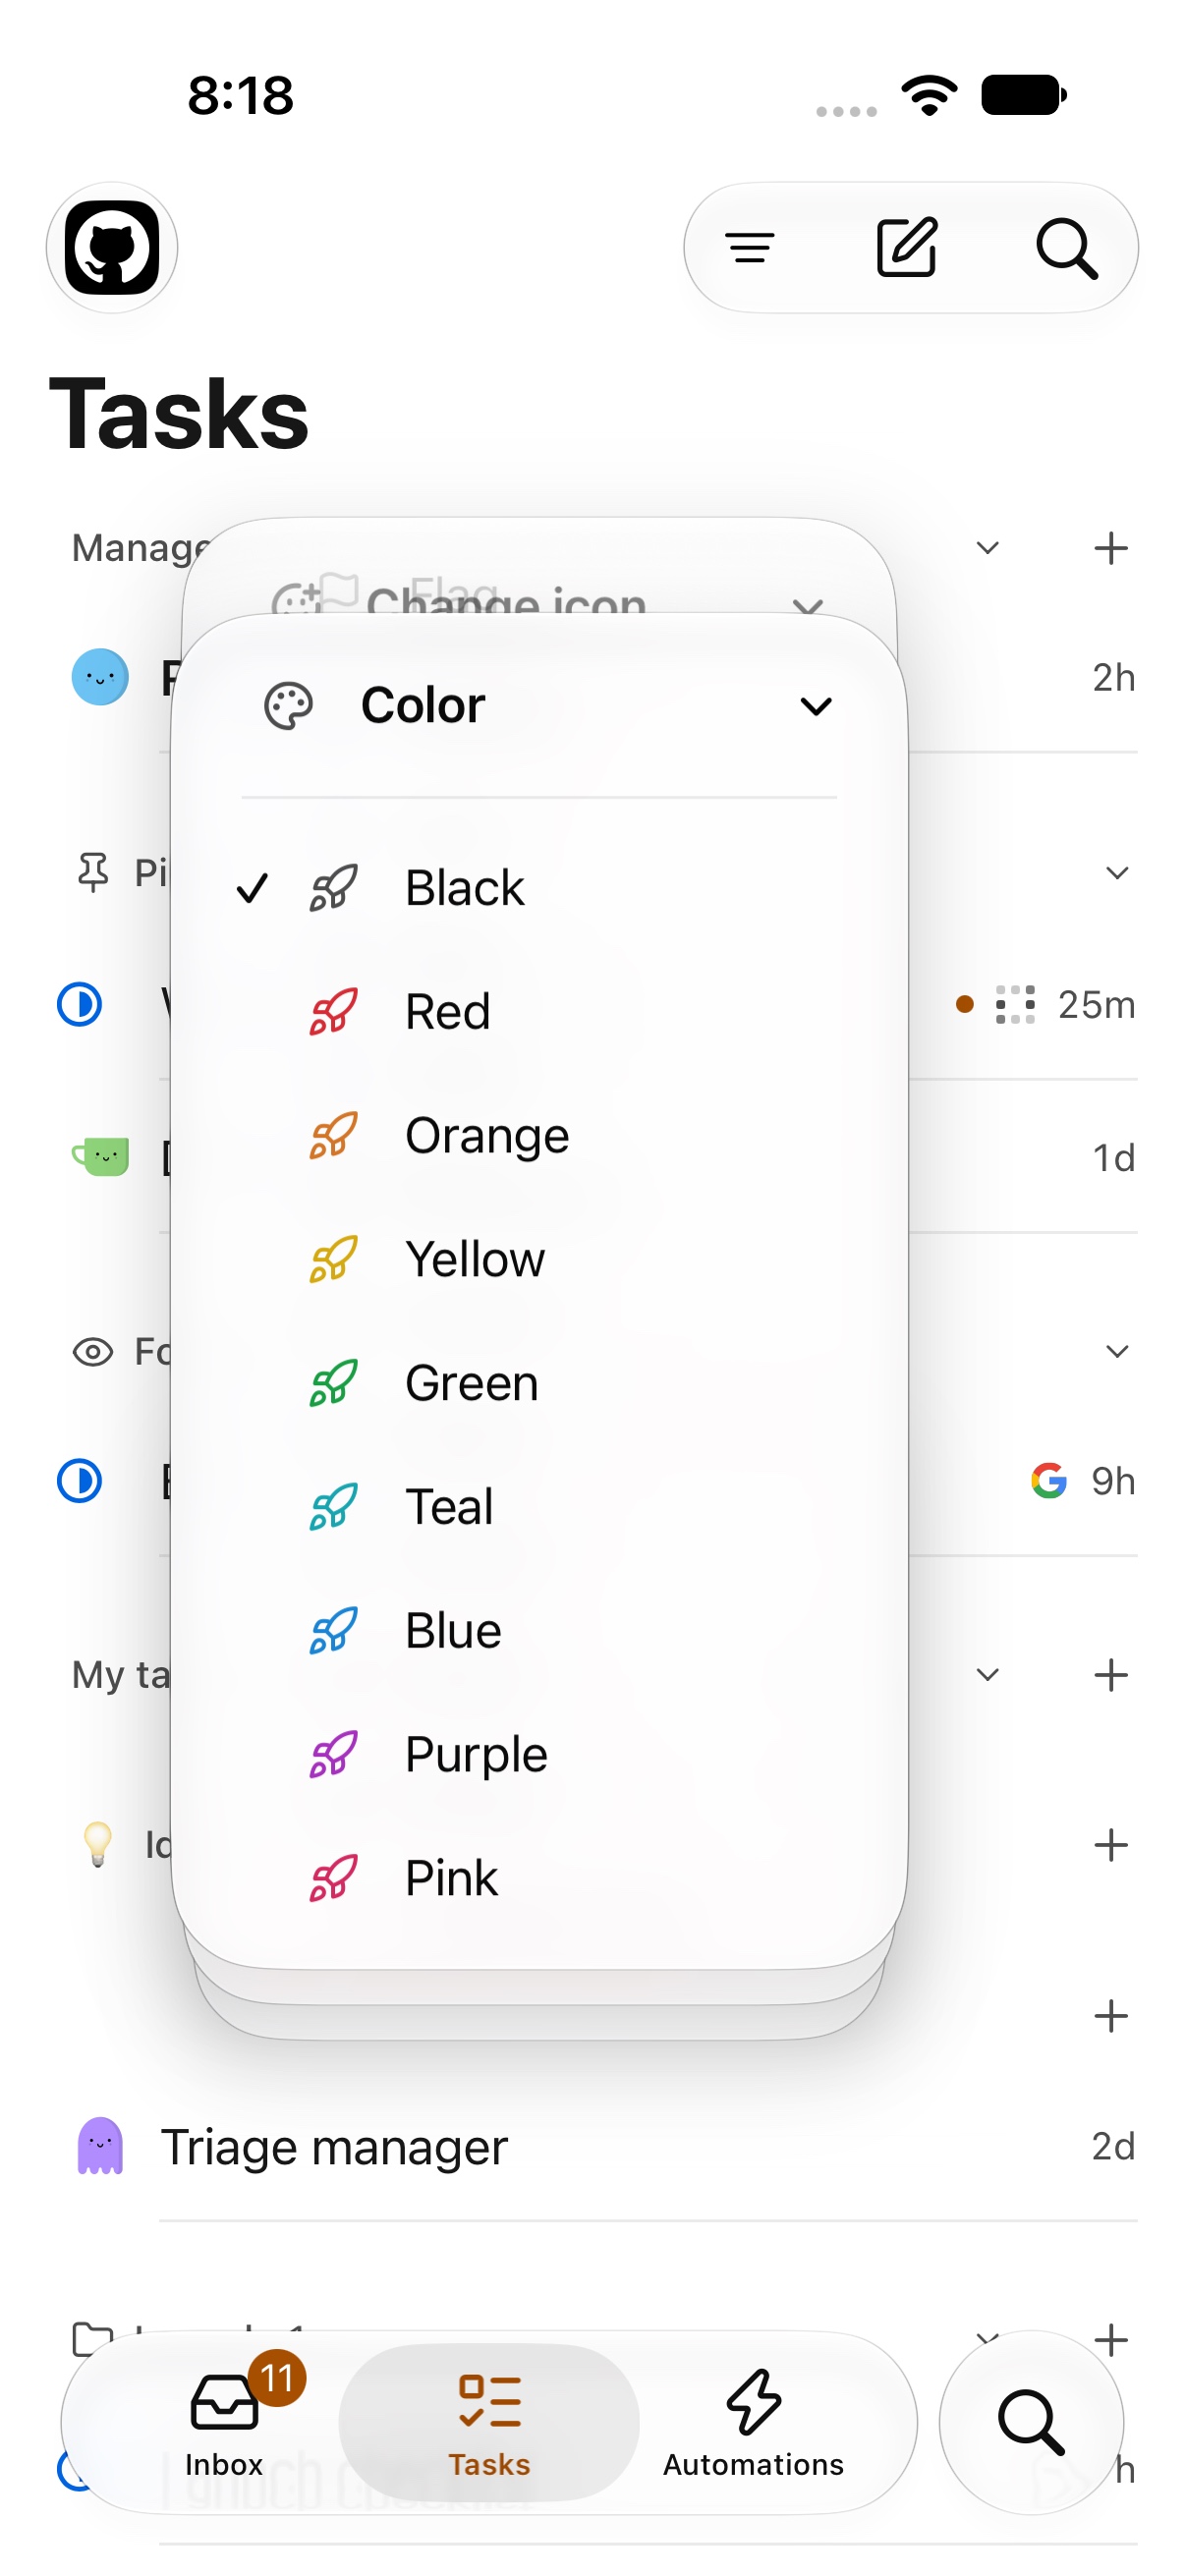 8:18
Tasks
Manage
Flag
Change icon
2h
Color
Black
Red
25m
Orange
1d
Yellow
Green
9h
Teal
Blue
My ta
Purple
Pink
Triage manager
2d
11
Inbox
Tasks
Automations
h